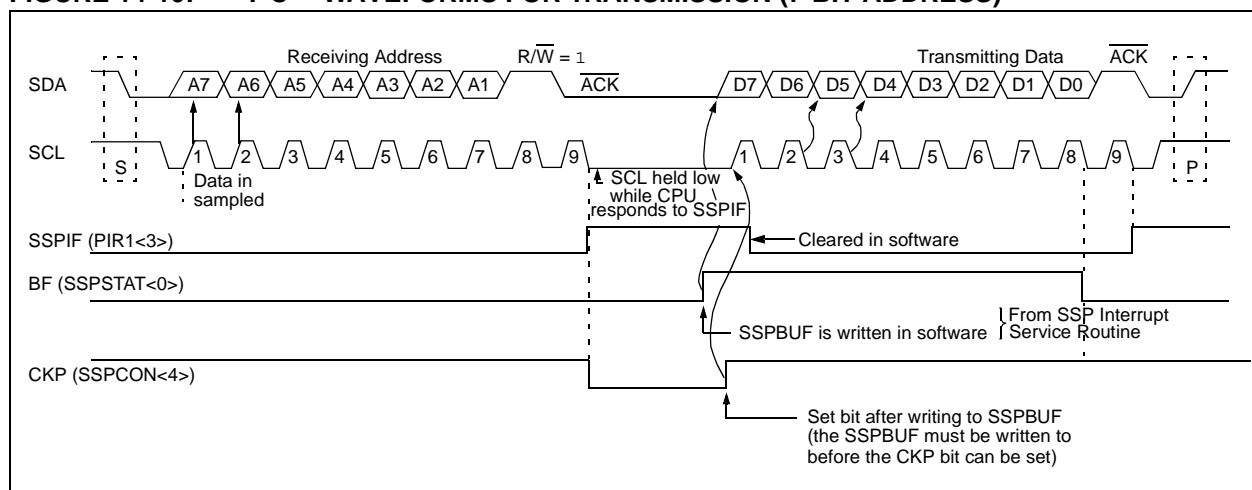 Receiving Address R/W = 1 Transmitting Data ACK
SDA A7 A6 A5 A4 A3 A2 A1 ACK D7 D6 D5 D4 D3 D2 D1 D0
SCL 1 2 3 4 5 6 7 8 9 1 2 3 4 5 6 7 8 9
S P
Data in
sampled
SCL held low
while CPU
responds to SSPIF
SSPIF (PIR1<3>)
Cleared in software
BF (SSPSTAT<0>)
SSPBUF is written in software
From SSP Interrupt
Service Routine
CKP (SSPCON<4>)
Set bit after writing to SSPBUF
(the SSPBUF must be written to
before the CKP bit can be set)